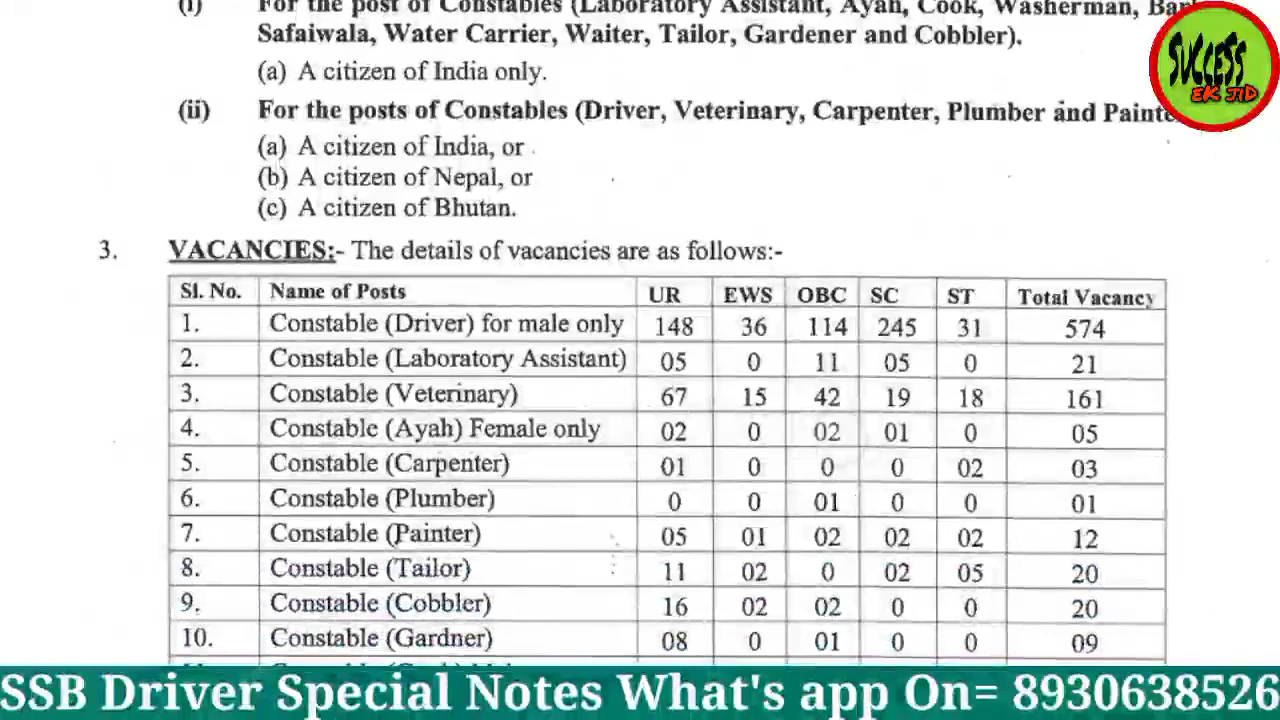 (i) For the post of Constables (Laboratory Assistant, Ayah, Cook, Washerman,
Safaiwala, Water Carrier, Waiter, Tailor, Gardener and Cobbler).
(a) A citizen of India only.
(ii) For the posts of Constables (Driver, Veterinary, Carpenter, Plumber and
(a) A citizen of India, or
(b) A citizen of Nepal, or
(c) A citizen of Bhutan.
3. VACANCIES:- The details of vacancies are as follows:-
Sl. No. Name of Posts UR EWS OBC SC ST Total Vacancy
1. Constable (Driver) for male only 148 36 114 245 31 574
2. Constable (Laboratory Assistant) 05 0 11 05 0 21
3. Constable (Veterinary) 67 15 42 19 18 161
4. Constable (Ayah) Female only 02 0 02 01 0 05
5. Constable (Carpenter) 01 0 0 0 02 03
6. Constable (Plumber) 0 0 01 0 0 01
7. Constable (Painter) 05 01 02 02 02 12
8. Constable (Tailor) 11 02 0 02 05 20
9. Constable (Cobbler) 16 02 02 0 0 20
10. Constable (Gardner) 08 0 01 0 0 09
SUCCESS
EK JID
SSB Driver Special Notes What's app On= 8930638526